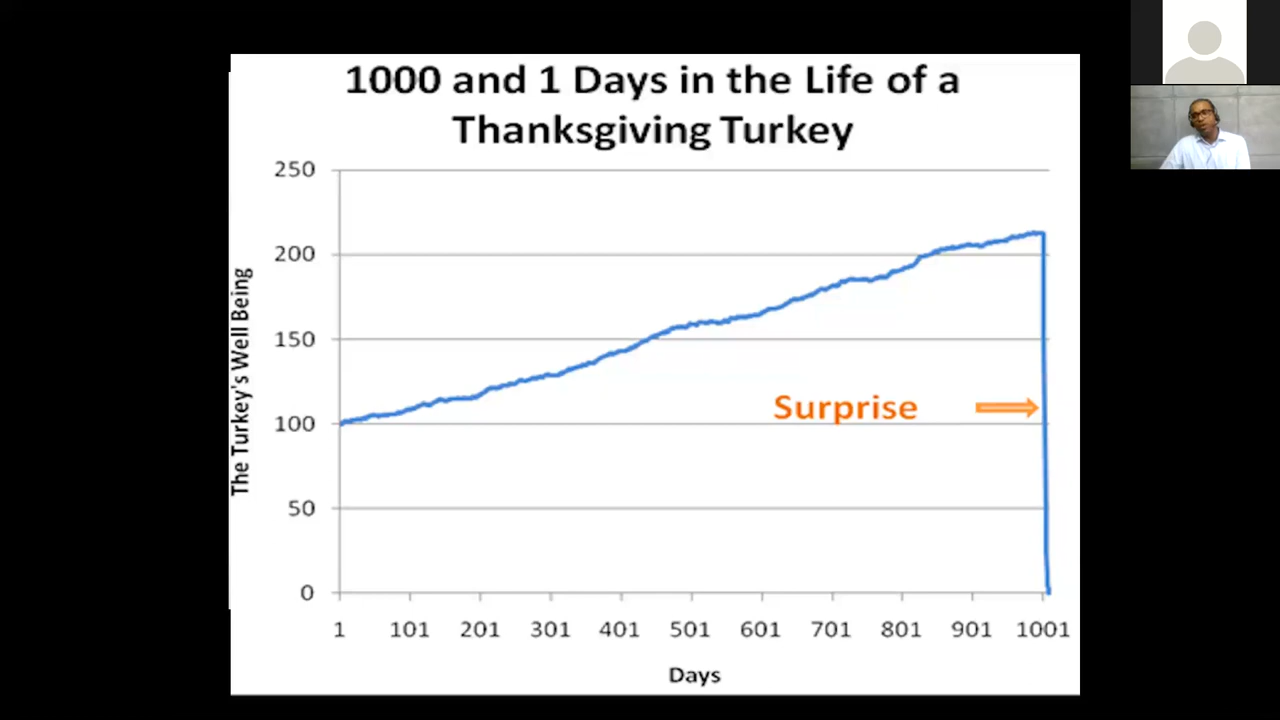 1000 and 1 Days in the Life of a
Thanksgiving Turkey
250
200
150
100
50
0
The Turkey's Well Being
Surprise
1 101 201 301 401 501 601 701 801 901 1001
Days